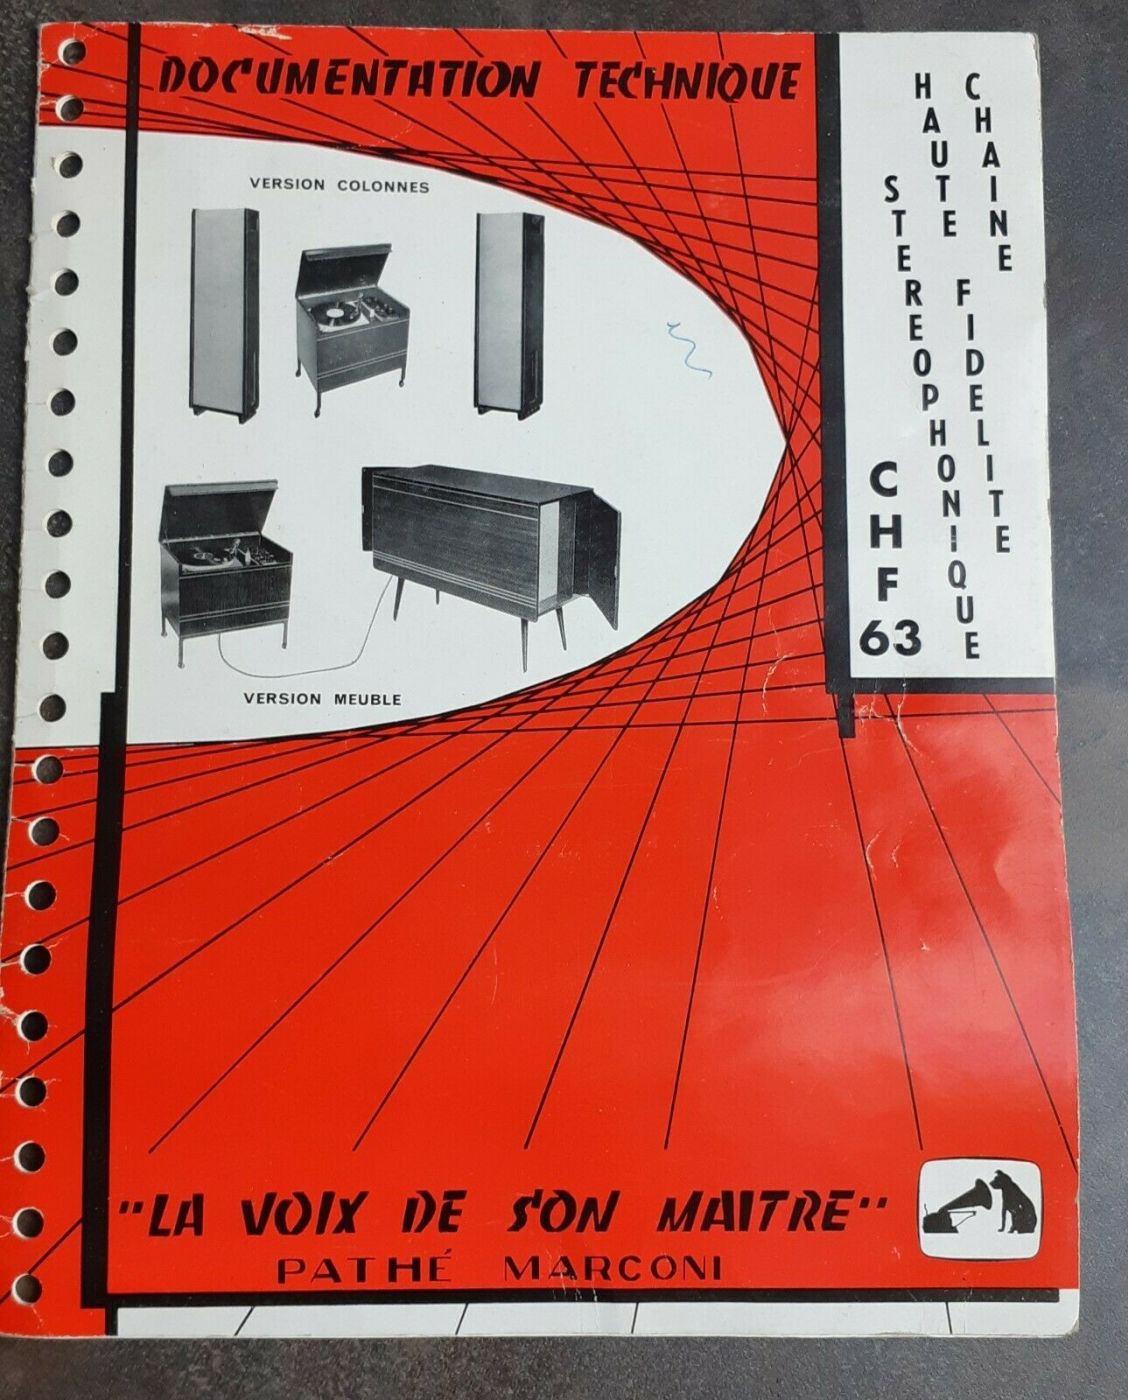 DOCUMENTATION TECHNIQUE
CHAINE
HAUTE FIDELITE
STEREOPHONIQUE
CHF
63
VERSION COLONNES
VERSION MEUBLE
"LA VOIX DE SON MAITRE"
PATHÉ MARCONI